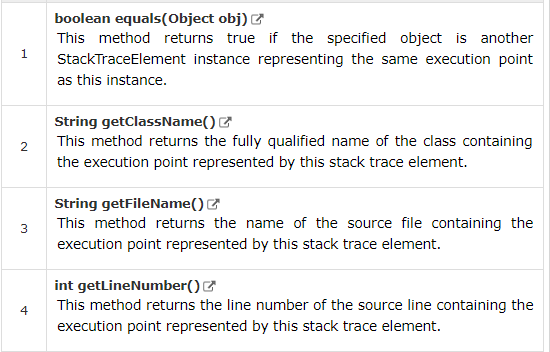 boolean equals(Object obj)
This method returns true if the specified object is another
1
StackTraceElement instance representing the same execution point
as this instance.
String getClassName()
This method returns the fully qualified name of the class containing
2
the execution point represented by this stack trace element.
String getFileName()
This method returns the name of the source file containing the
3
execution point represented by this stack trace element.
int getLineNumber()
This method returns the line number of the source line containing the
4
execution point represented by this stack trace element.